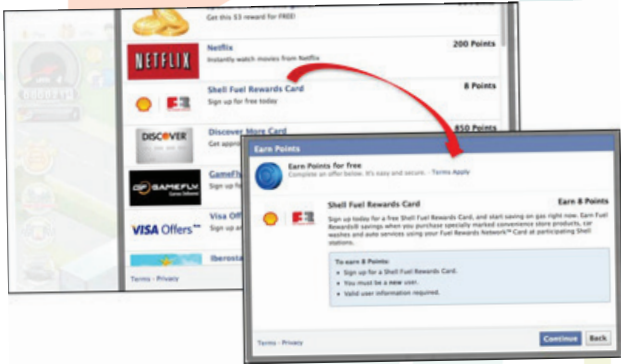 Get this $3 reward for FREE!
NETFLIX
Netflix
200 Points
Instantly watch movies from Netflix
Shell Fuel Rewards Card
8 Points
Sign up for free today
DISCOVER
Discover More Card
850 Points
Get
GAMEFLY
GameFly
Sign up
VISA Offers™
Visa Off
Sign up
Iberosta
Terms - Privacy
Earn Points
Earn Points for free
Complete an offer below. It's easy and secure. - Terms Apply
Shell Fuel Rewards Card
Earn 8 Points
Sign up today for a free Shell Fuel Rewards Card, and start saving on gas right now. Earn Fuel
Rewards® savings when you purchase specially marked convenience store products, car
washes and auto services using your Fuel Rewards Network™ Card at participating Shell
stations.
To earn 8 Points:
• Sign up for a Shell Fuel Rewards Card.
• You must be a new user.
• Valid user information required.
Terms - Privacy
Continue
Back